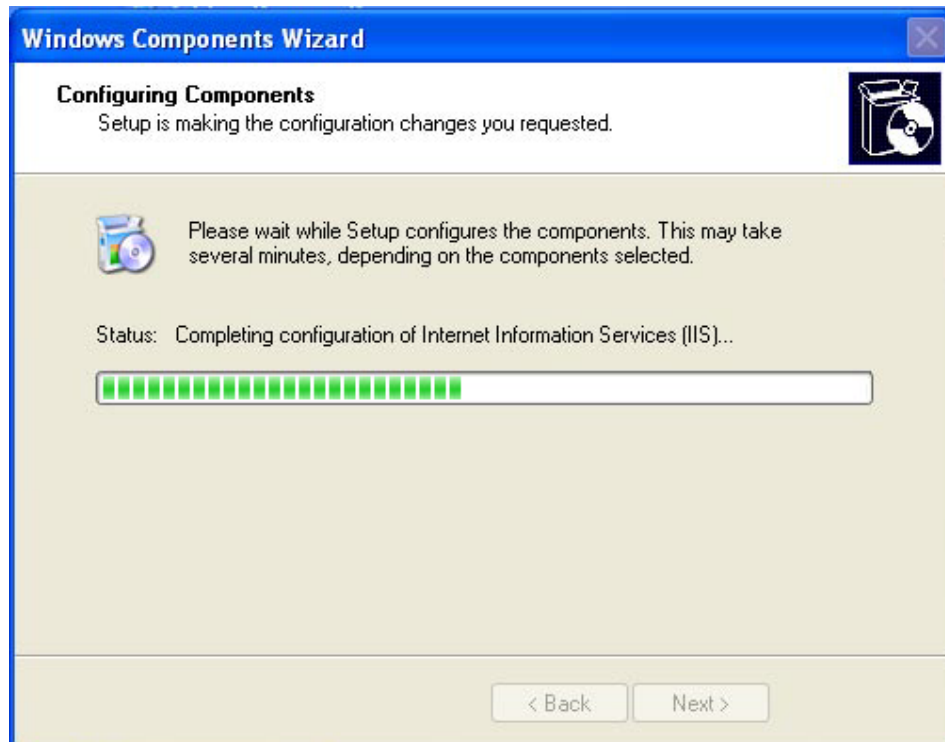 Windows Components Wizard
Configuring Components
Setup is making the configuration changes you requested.
Please wait while Setup configures the components. This may take
several minutes, depending on the components selected.
Status: Completing configuration of Internet Information Services (IIS)...
< Back Next >